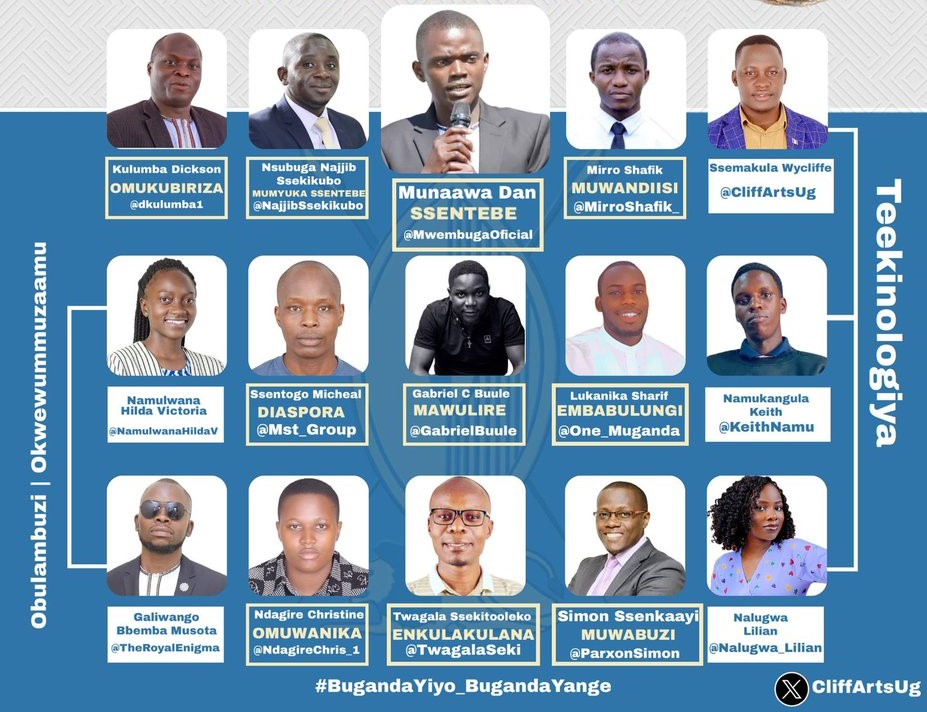 Kulumba Dickson
OMUKUBIRIZA
@dkulumba1
Nsubuga Najjib
Ssekikubo
MUMYUKA SSENTEBE
@NajjibSsekikubo
Munaawa Dan
SSENTEBE
@MwembugaOficial
Mirro Shafik
MUWANDIISI
@MirroShafik_
Ssemakula Wycliffe
@CliffArtsUg
Teekinologiya
Obulambuzi | Okwewummuzaaamu
Namulwana
Hilda Victoria
@NamulwanaHildaV
Ssentogo Micheal
DIASPORA
@Mst_Group
Gabriel C Buule
MAWULIRE
@GabrielBuule
Lukanika Sharif
EMBABULUNGI
@One_Muganda
Namukangula
Keith
@KeithNamu
Galiwango
Bbemba Musota
@TheRoyalEnigma
Ndagire Christine
OMUWANIKA
@NdagireChris_1
Twagala Ssekitooleko
ENKULAKULANA
@TwagalaSeki
Simon Ssenkaayi
MUWABUZI
@ParxonSimon
Nalugwa
Lilian
@Nalugwa_Lilian
#BugandaYiyo_BugandaYange
X CliffArtsUg